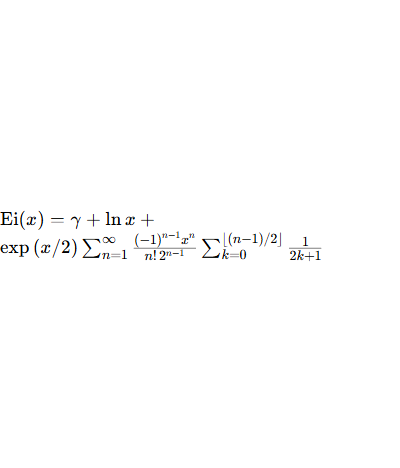 Ei(x) = γ + ln x +
exp (x/2) ∑_{n=1}^{∞} \frac{(-1)^{n-1} x^n}{n! 2^{n-1}} ∑_{k=0}^{⌊(n-1)/2⌋} \frac{1}{2k+1}